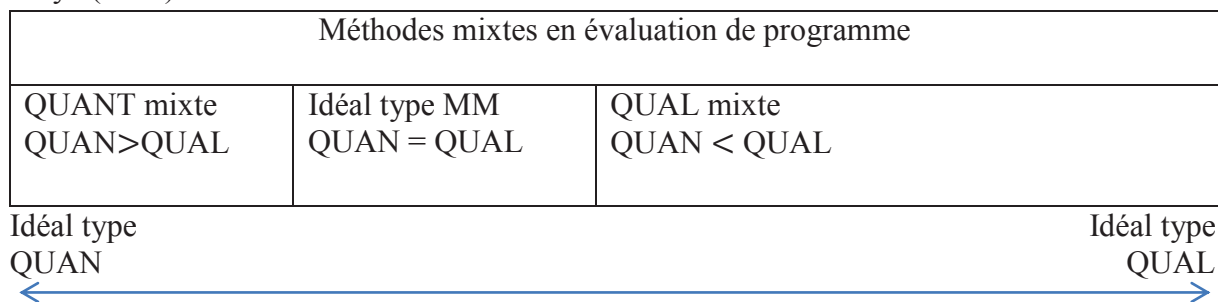 Méthodes mixtes en évaluation de programme
QUANT mixte
QUAN>QUAL
Idéal type MM
QUAN = QUAL
QUAL mixte
QUAN < QUAL
Idéal type
QUAN
Idéal type
QUAL